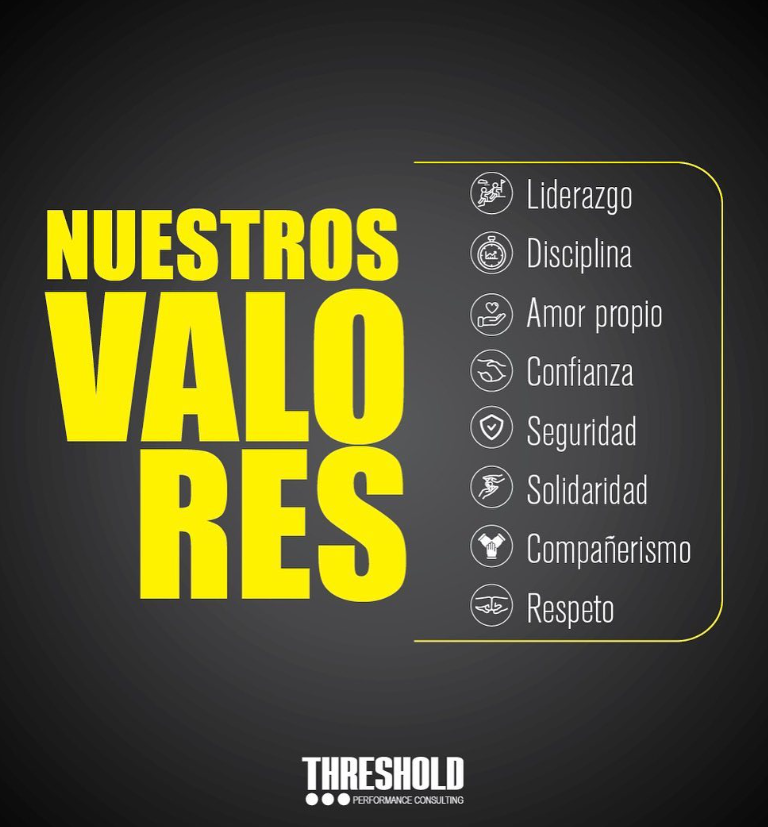 NUESTROS
VALO
RES
Liderazgo
Disciplina
Amor propio
Confianza
Seguridad
Solidaridad
Compañerismo
Respeto
THRESHOLD
PERFORMANCE CONSULTING